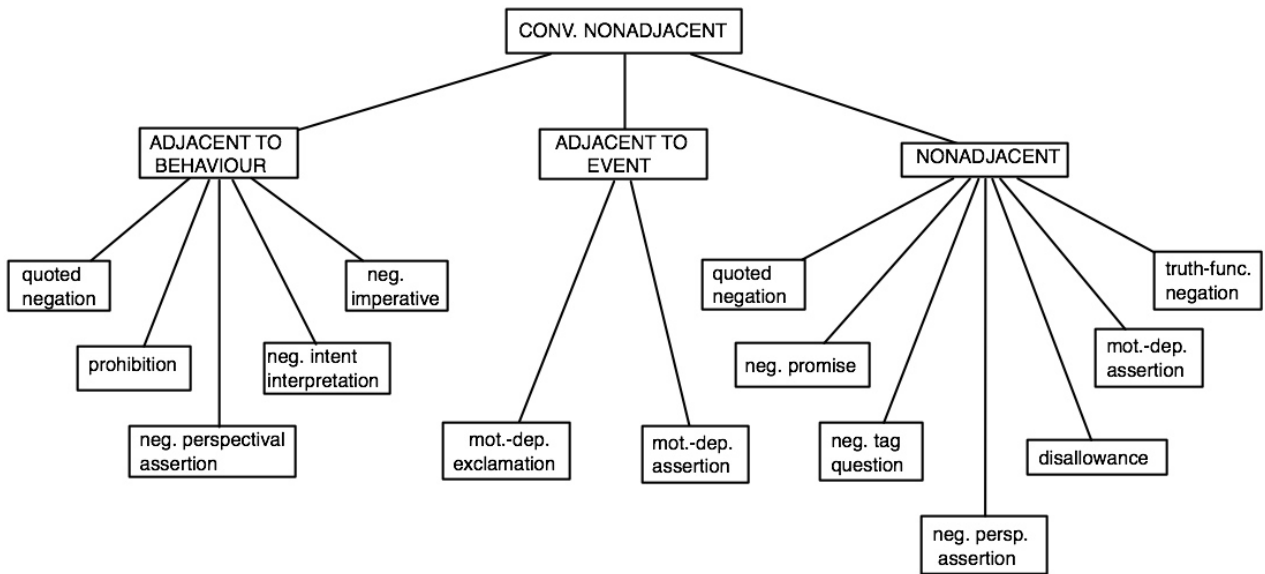 CONV. NONADJACENT
ADJACENT TO
BEHAVIOUR
ADJACENT TO
EVENT
NONADJACENT
quoted
negation
neg.
imperative
prohibition
neg. intent
interpretation
neg. perspectival
assertion
mot.-dep.
exclamation
mot.-dep.
assertion
quoted
negation
truth-func.
negation
neg. promise
mot.-dep.
assertion
neg. tag
question
disallowance
neg. persp.
assertion